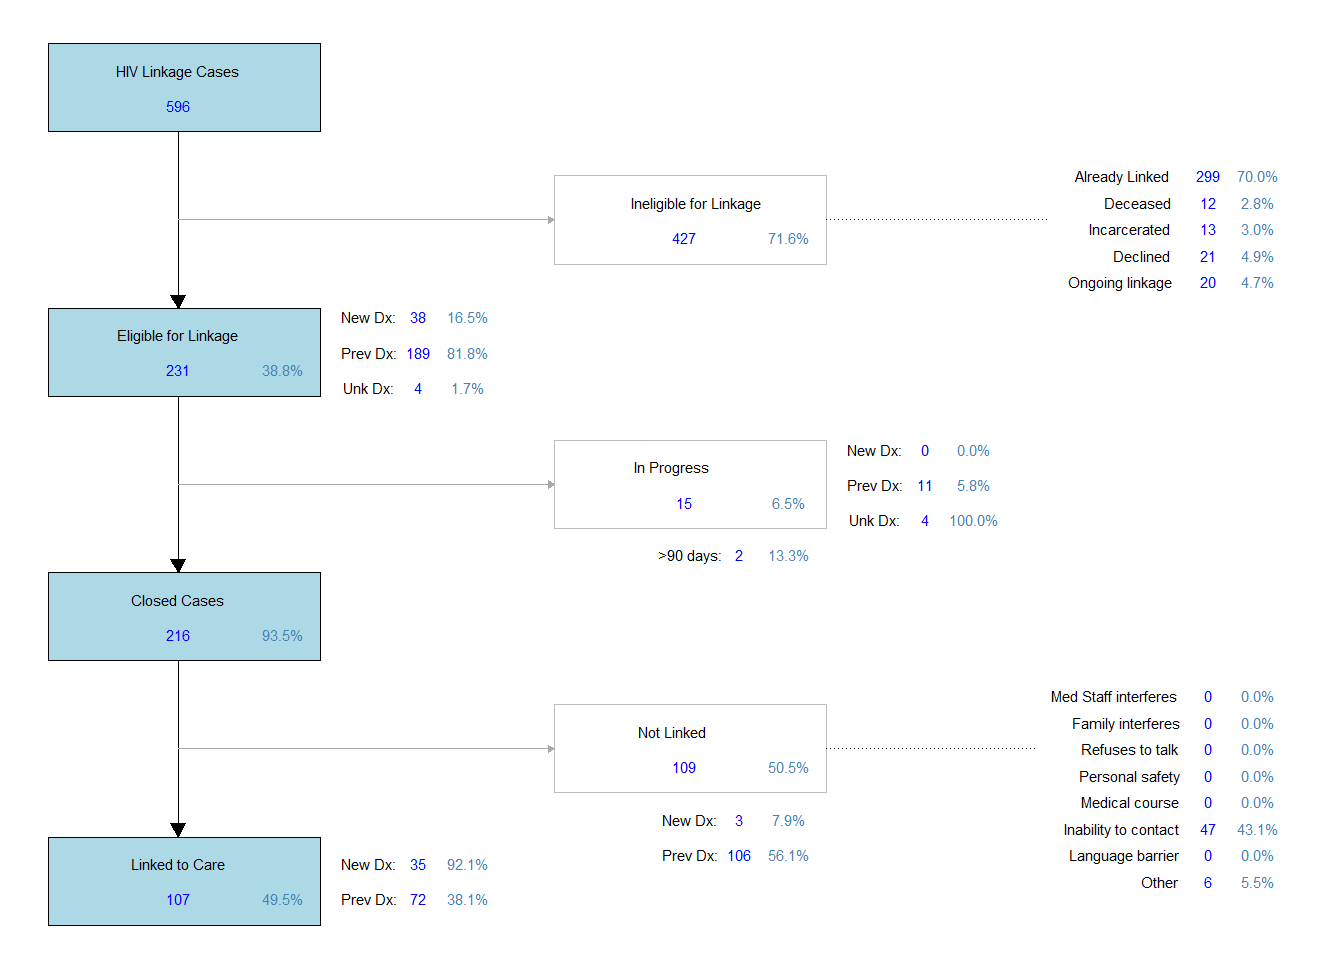 HIV Linkage Cases
596
Ineligible for Linkage
427 71.6%
Already Linked 299 70.0%
Deceased 12 2.8%
Incarcerated 13 3.0%
Declined 21 4.9%
Ongoing linkage 20 4.7%
Eligible for Linkage
231 38.8%
New Dx: 38 16.5%
Prev Dx: 189 81.8%
Unk Dx: 4 1.7%
In Progress
15 6.5%
New Dx: 0 0.0%
Prev Dx: 11 5.8%
Unk Dx: 4 100.0%
>90 days: 2 13.3%
Closed Cases
216 93.5%
Not Linked
109 50.5%
New Dx: 3 7.9%
Prev Dx: 106 56.1%
Med Staff interferes 0 0.0%
Family interferes 0 0.0%
Refuses to talk 0 0.0%
Personal safety 0 0.0%
Medical course 0 0.0%
Inability to contact 47 43.1%
Language barrier 0 0.0%
Other 6 5.5%
Linked to Care
107 49.5%
New Dx: 35 92.1%
Prev Dx: 72 38.1%